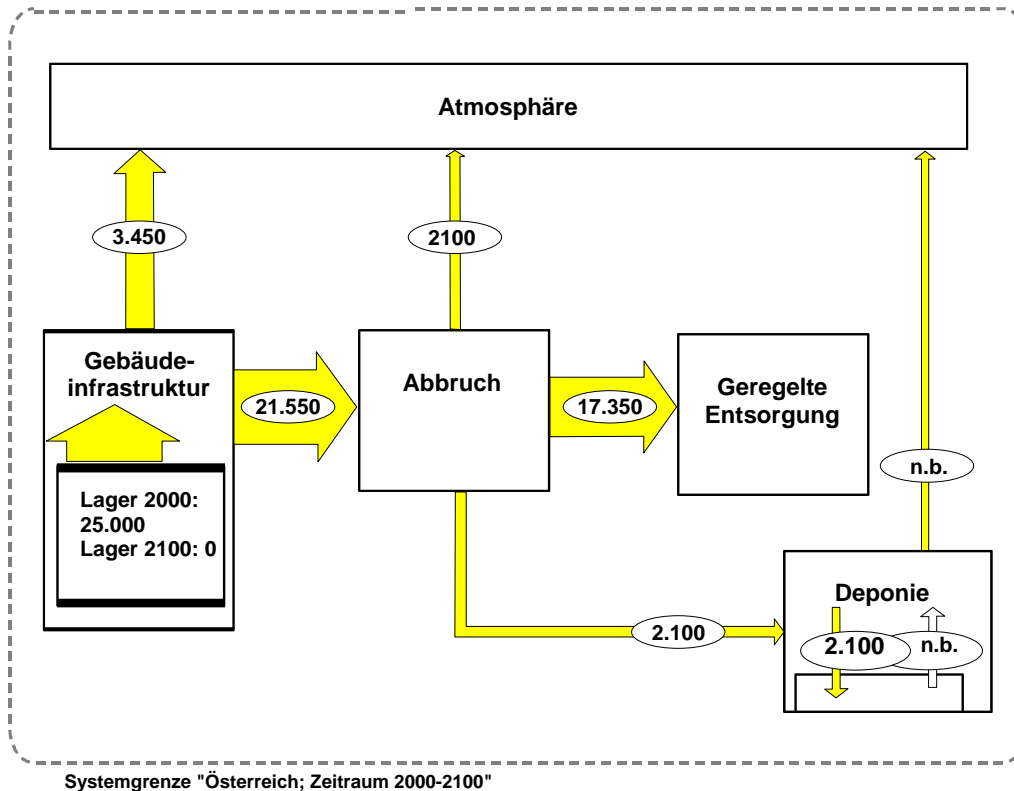 Atmosphäre
3.450
2100
Gebäude-
infrastruktur
21.550
Abbruch
17.350
Geregelte
Entsorgung
n.b.
Lager 2000:
25.000
Lager 2100: 0
Deponie
2.100
2.100
n.b.
Systemgrenze "Österreich; Zeitraum 2000-2100"